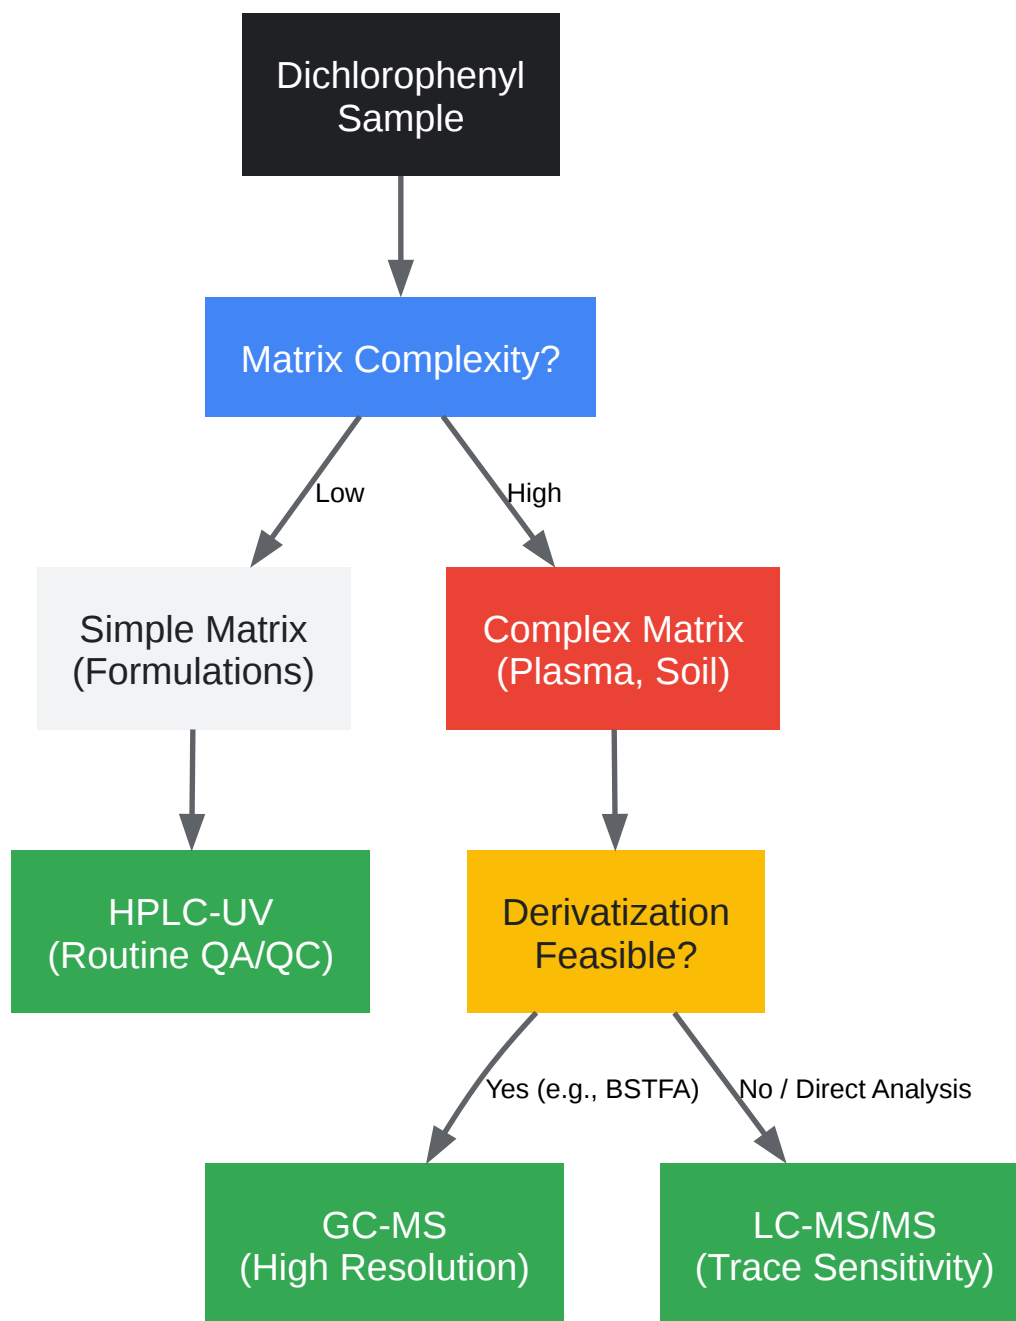 Dichlorophenyl
Sample
Matrix Complexity?
Low
High
Simple Matrix
(Formulations)
Complex Matrix
(Plasma, Soil)
HPLC-UV
(Routine QA/QC)
Derivatization
Feasible?
Yes (e.g., BSTFA)
No / Direct Analysis
GC-MS
(High Resolution)
LC-MS/MS
(Trace Sensitivity)